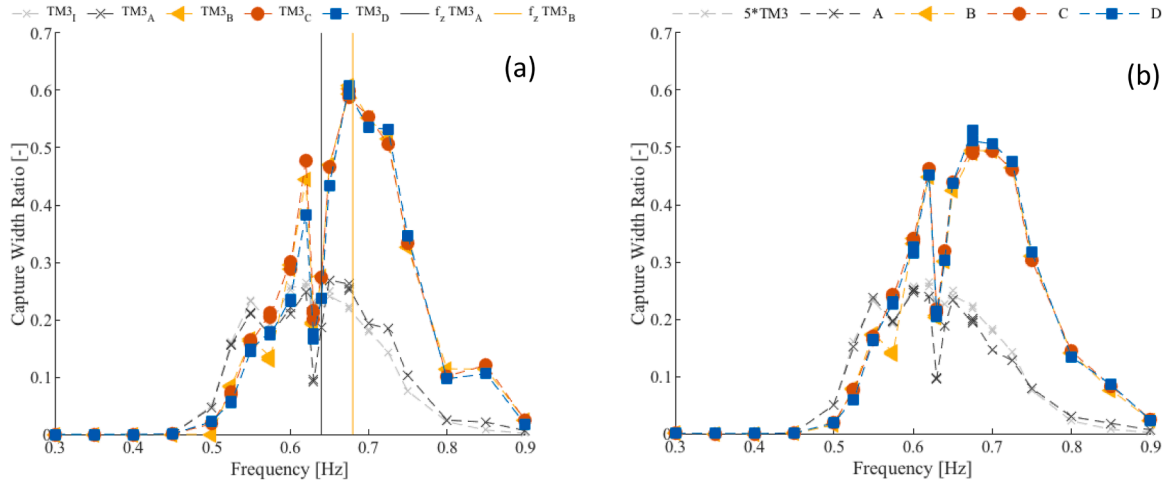 TM3I TM3A TM3B TM3C TM3D fz TM3A fz TM3B
(a)
Capture Width Ratio [-]
0.7
0.6
0.5
0.4
0.3
0.2
0.1
0
0.3 0.4 0.5 0.6 0.7 0.8 0.9
Frequency [Hz]
5*TM3 A B C D
(b)
Capture Width Ratio [-]
0.7
0.6
0.5
0.4
0.3
0.2
0.1
0
0.3 0.4 0.5 0.6 0.7 0.8 0.9
Frequency [Hz]